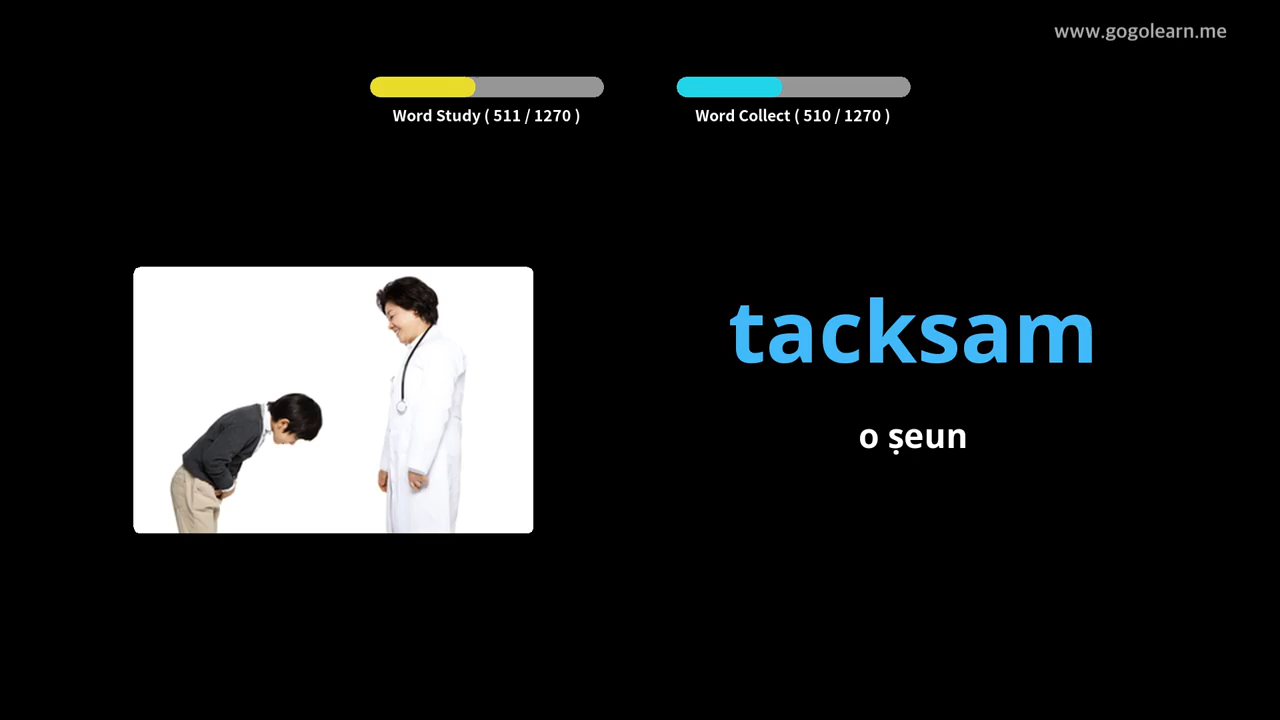 www.gogolearn.me
Word Study ( 511 / 1270 )
Word Collect ( 510 / 1270 )
tacksam
o ṣeun